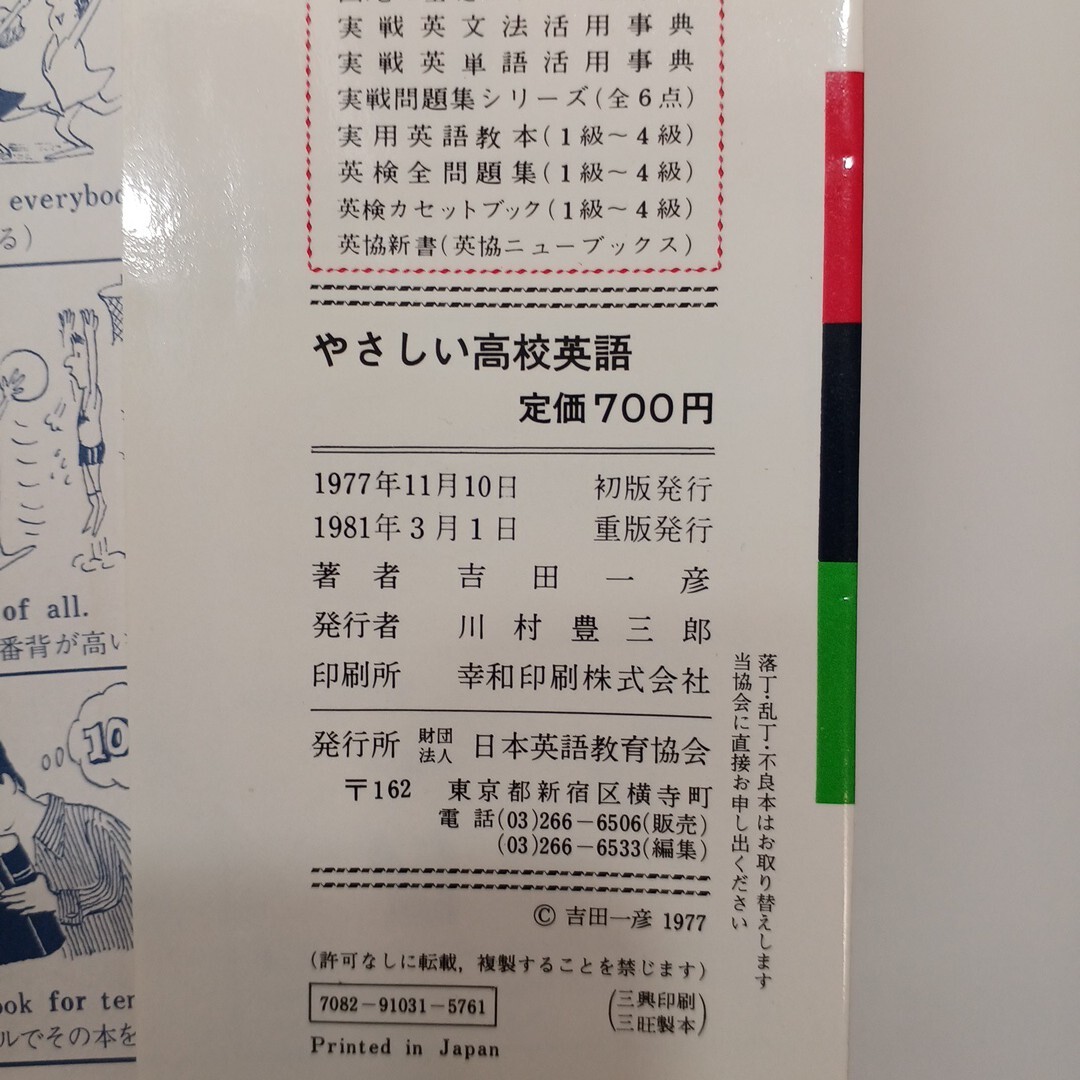 実戦英文法活用事典
実戦英単語活用事典
実戦問題集シリーズ(全6点)
実用英語教本(1級〜4級)
英検全問題集(1級〜4級)
英検カセットブック(1級〜4級)
英協新書(英協ニューブックス)
やさしい高校英語
定価700円
1977年11月10日 初版発行
1981年3月1日 重版発行
著者 吉田一彦
発行者 川村豊三郎
印刷所 幸和印刷株式会社
発行所 財団法人 日本英語教育協会
〒162 東京都新宿区横寺町
電話(03)266-6506(販売)
(03)266-6533(編集)
© 吉田一彦 1977
(許可なしに転載,複製することを禁じます)
7082-91031-5761
(三興印刷
三旺製本)
Printed in Japan
落丁・乱丁・不良本はお取り替えします
当協会に直接お申し出ください
everyboo
る)
of all.
番背が高い
10
ook for ter
ルでその本を